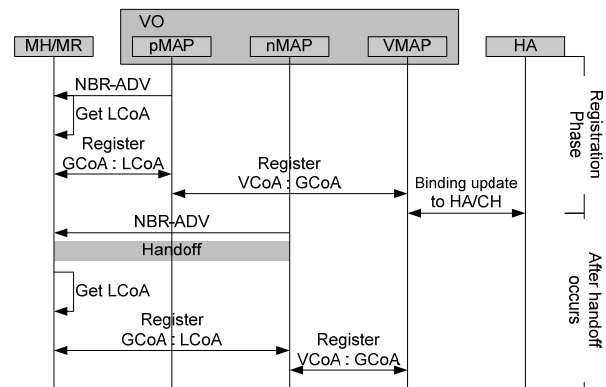 VO
MH/MR
pMAP
nMAP
VMAP
HA
NBR-ADV
Get LCoA
Register
GCoA : LCoA
Register
VCoA : GCoA
Binding update
to HA/CH
Registration
Phase
NBR-ADV
Handoff
Get LCoA
Register
GCoA : LCoA
Register
VCoA : GCoA
After handoff
occurs